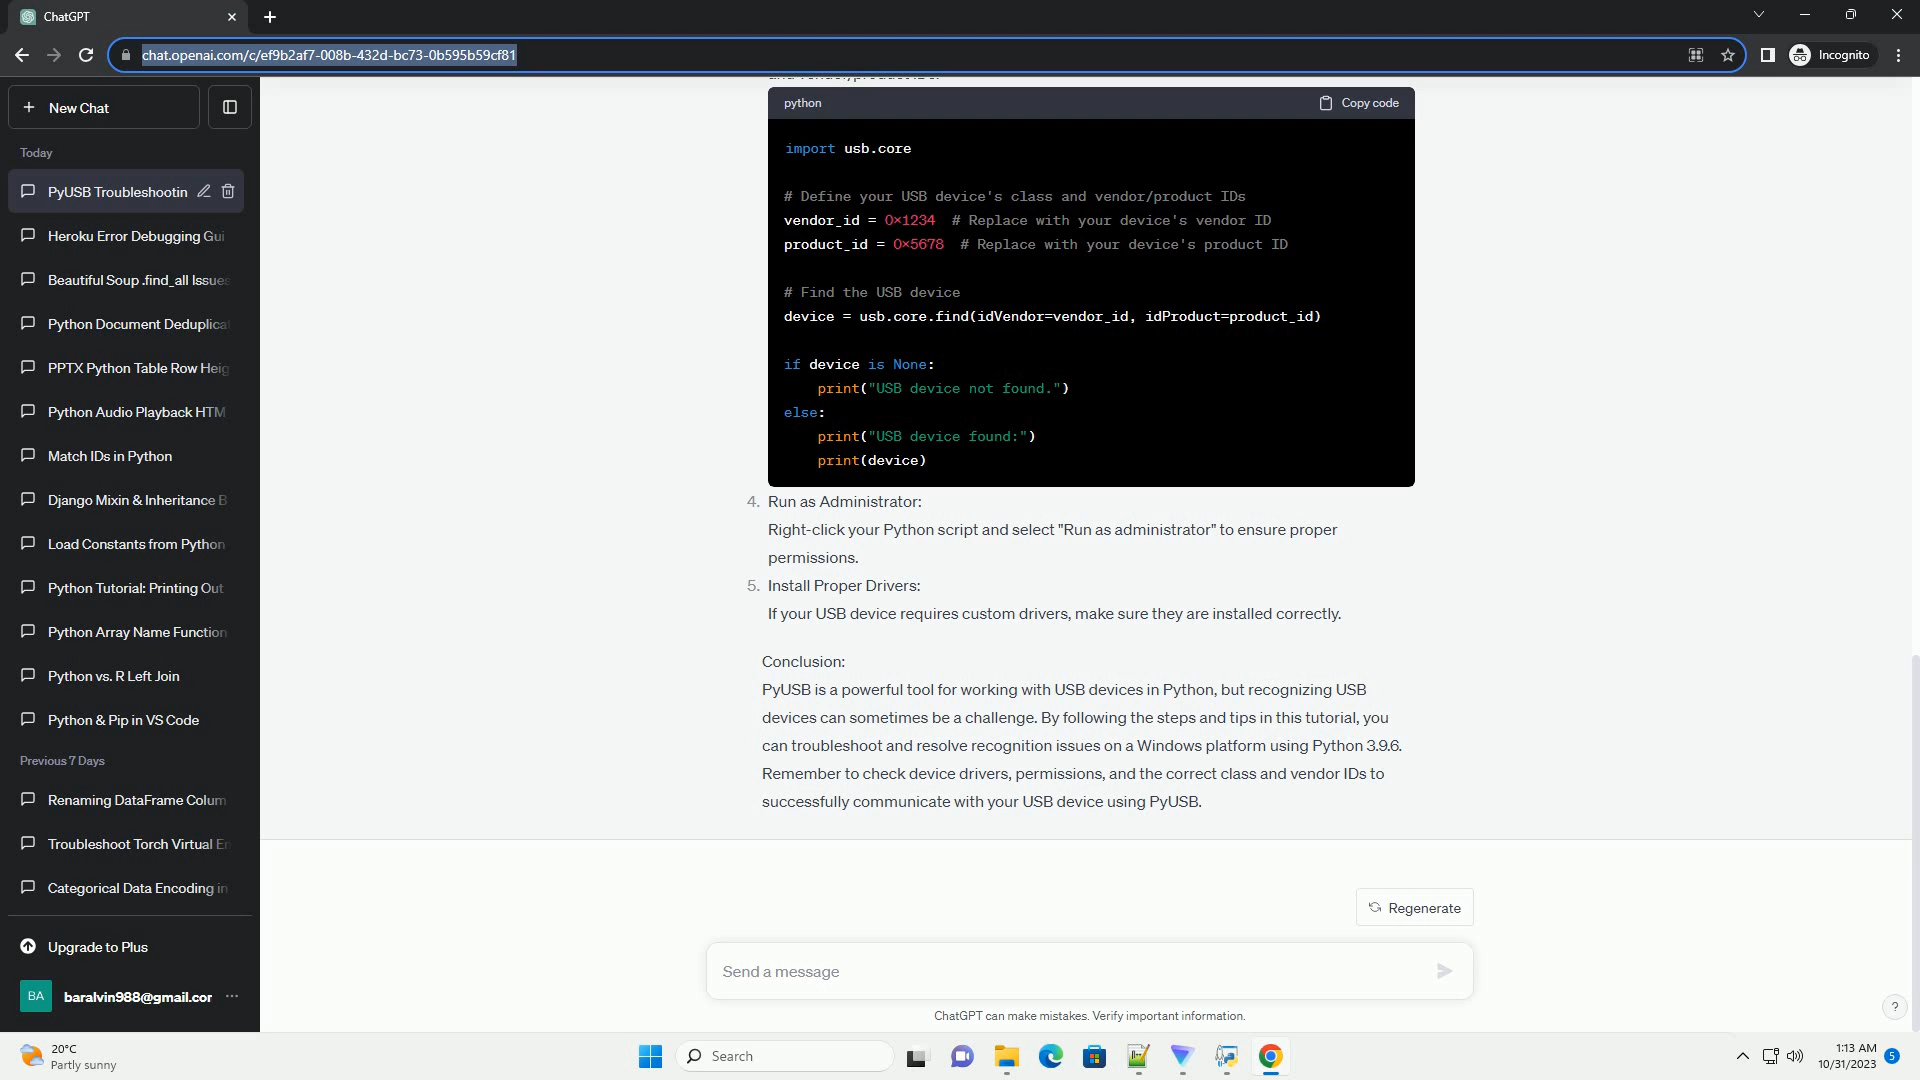 ChatGPT
chat.openai.com/c/ef9b2af7-008b-432d-bc73-0b595b59cf81
Incognito
New Chat
Today
PyUSB Troubleshootin
Heroku Error Debugging Gui
Beautiful Soup .find_all Issues
Python Document Deduplica
PPTX Python Table Row Heig
Python Audio Playback HTM
Match IDs in Python
Django Mixin & Inheritance B
Load Constants from Python
Python Tutorial: Printing Out
Python Array Name Function
Python vs. R Left Join
Python & Pip in VS Code
Previous 7 Days
Renaming DataFrame Colum
Troubleshoot Torch Virtual En
Categorical Data Encoding in
Upgrade to Plus
BA baralvin988@gmail.cor
python Copy code
import usb.core
# Define your USB device's class and vendor/product IDs
vendor_id = 0x1234  # Replace with your device's vendor ID
product_id = 0x5678  # Replace with your device's product ID
# Find the USB device
device = usb.core.find(idVendor=vendor_id, idProduct=product_id)
if device is None:
print("USB device not found.")
else:
print("USB device found:")
print(device)
4. Run as Administrator:
Right-click your Python script and select "Run as administrator" to ensure proper
permissions.
5. Install Proper Drivers:
If your USB device requires custom drivers, make sure they are installed correctly.
Conclusion:
PyUSB is a powerful tool for working with USB devices in Python, but recognizing USB
devices can sometimes be a challenge. By following the steps and tips in this tutorial, you
can troubleshoot and resolve recognition issues on a Windows platform using Python 3.9.6.
Remember to check device drivers, permissions, and the correct class and vendor IDs to
successfully communicate with your USB device using PyUSB.
Regenerate
Send a message
ChatGPT can make mistakes. Verify important information.
?
20°C
Partly sunny
Search
1:13 AM
10/31/2023
5